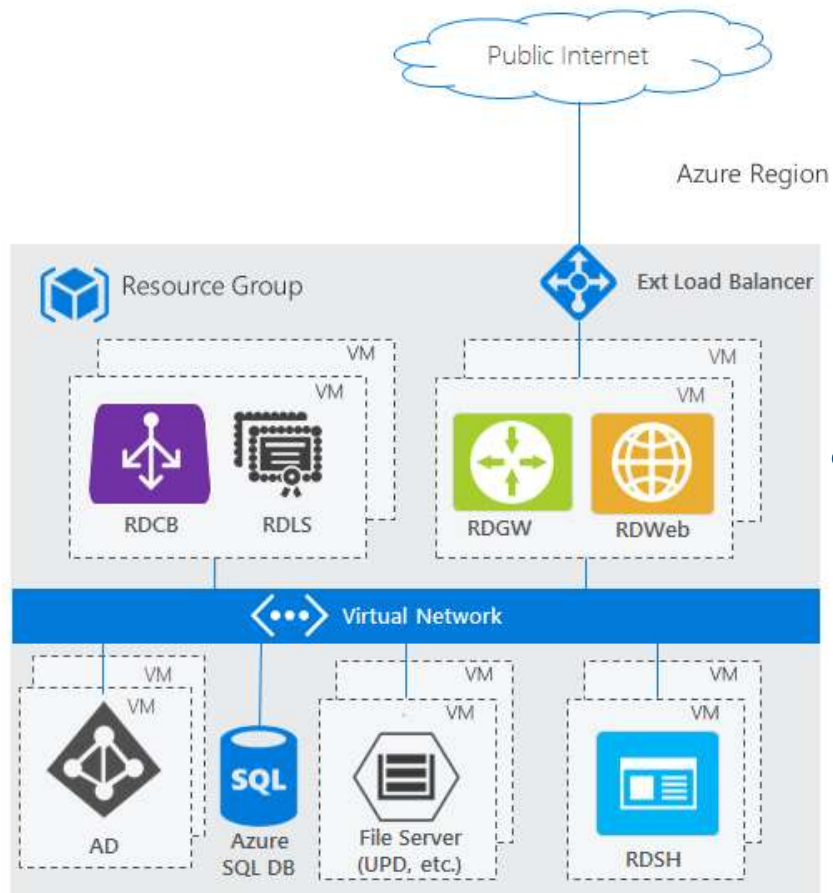 Public Internet
Azure Region
Resource Group
Ext Load Balancer
VM
VM
VM
VM
RDCB
RDLS
RDGW
RDWeb
Virtual Network
VM
VM
VM
VM
VM
VM
SQL
AD
Azure
SQL DB
File Server
(UPD, etc.)
RDSH